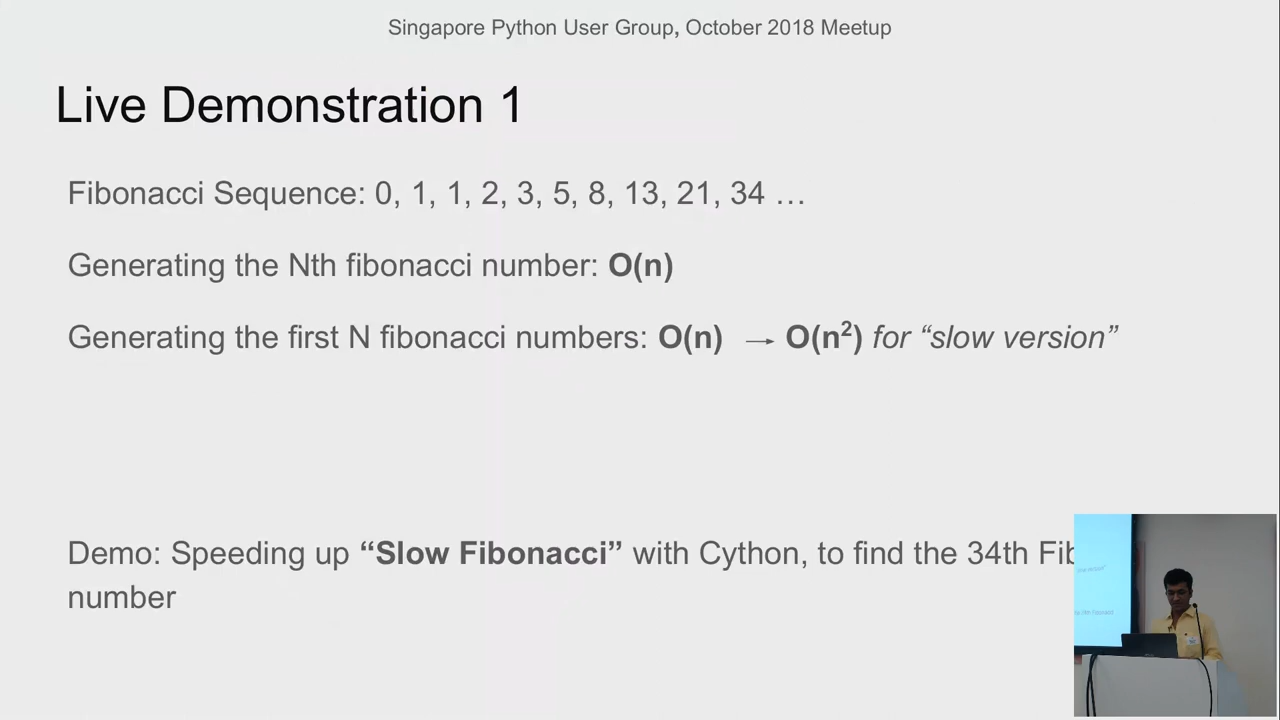 Singapore Python User Group, October 2018 Meetup
Live Demonstration 1
Fibonacci Sequence: 0, 1, 1, 2, 3, 5, 8, 13, 21, 34 …
Generating the Nth fibonacci number: O(n)
Generating the first N fibonacci numbers: O(n) → O(n²) for “slow version”
Demo: Speeding up “Slow Fibonacci” with Cython, to find the 34th Fib
number